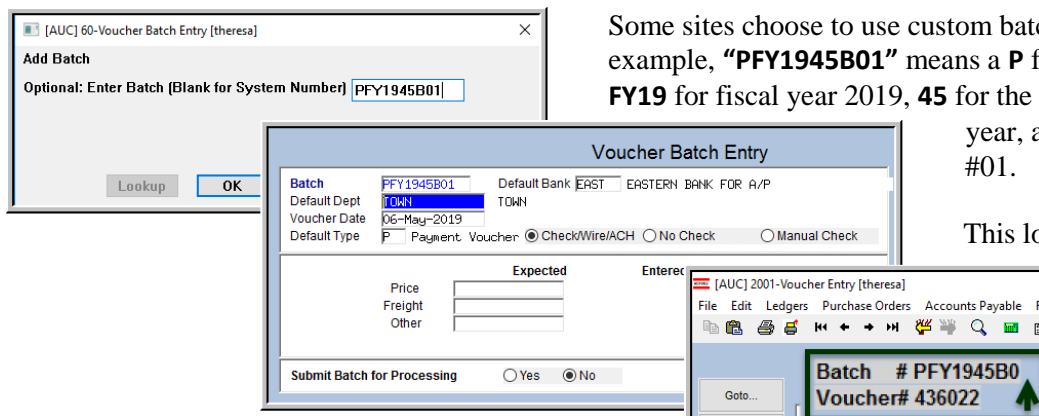 [AUC] 60-Voucher Batch Entry [theresa]
Add Batch
Optional: Enter Batch (Blank for System Number) PFY1945B01
Lookup OK
Some sites choose to use custom
example, “PFY1945B01” means a P
FY19 for fiscal year 2019, 45 for the
year,
#01.
This
Voucher Batch Entry
Batch PFY1945B01 Default Bank EAST EASTERN BANK FOR A/P
Default Dept TOWN TOWN
Voucher Date 06-May-2019
Default Type P Payment Voucher Check/Wire/ACH No Check Manual Check
Expected Entered
Price
Freight
Other
Submit Batch for Processing Yes No
[AUC] 2001-Voucher Entry [theresa]
File Edit Ledgers Purchase Orders Accounts Payable
Goto...
Batch # PFY1945B0
Voucher# 436022